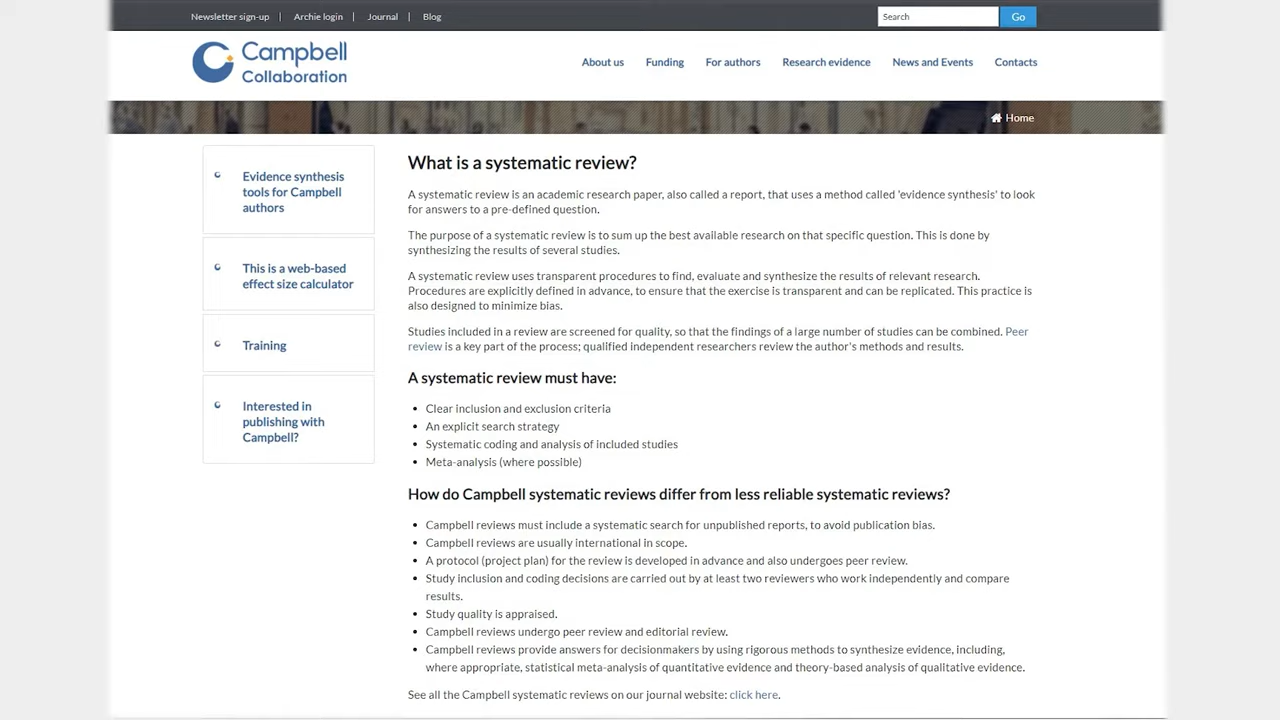 Newsletter sign-up | Archie login | Journal | Blog
Search
Go
Campbell
Collaboration
About us
Funding
For authors
Research evidence
News and Events
Contacts
Home
Evidence synthesis
tools for Campbell
authors
This is a web-based
effect size calculator
Training
Interested in
publishing with
Campbell?
What is a systematic review?
A systematic review is an academic research paper, also called a report, that uses a method called 'evidence synthesis' to look
for answers to a pre-defined question.
The purpose of a systematic review is to sum up the best available research on that specific question. This is done by
synthesizing the results of several studies.
A systematic review uses transparent procedures to find, evaluate and synthesize the results of relevant research.
Procedures are explicitly defined in advance, to ensure that the exercise is transparent and can be replicated. This practice is
also designed to minimize bias.
Studies included in a review are screened for quality, so that the findings of a large number of studies can be combined. Peer
review is a key part of the process; qualified independent researchers review the author's methods and results.
A systematic review must have:
• Clear inclusion and exclusion criteria
• An explicit search strategy
• Systematic coding and analysis of included studies
• Meta-analysis (where possible)
How do Campbell systematic reviews differ from less reliable systematic reviews?
• Campbell reviews must include a systematic search for unpublished reports, to avoid publication bias.
• Campbell reviews are usually international in scope.
• A protocol (project plan) for the review is developed in advance and also undergoes peer review.
• Study inclusion and coding decisions are carried out by at least two reviewers who work independently and compare
results.
• Study quality is appraised.
• Campbell reviews undergo peer review and editorial review.
• Campbell reviews provide answers for decisionmakers by using rigorous methods to synthesize evidence, including,
where appropriate, statistical meta-analysis of quantitative evidence and theory-based analysis of qualitative evidence.
See all the Campbell systematic reviews on our journal website: click here.